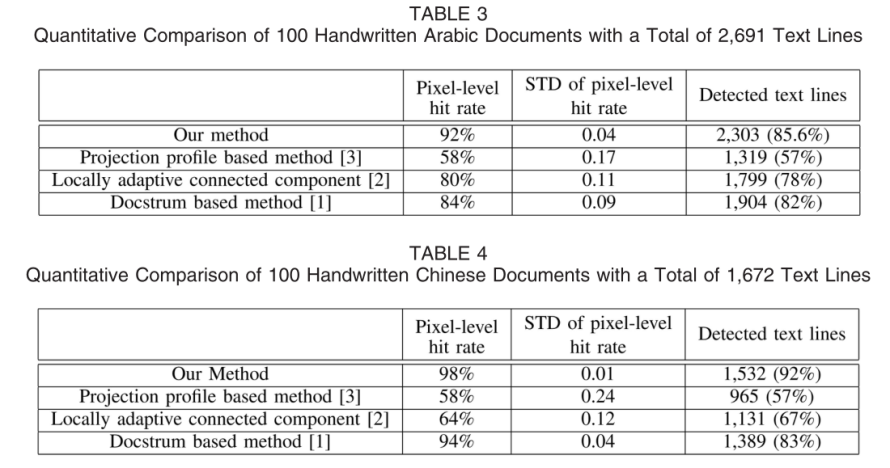 TABLE 3
Quantitative Comparison of 100 Handwritten Arabic Documents with a Total of 2,691 Text Lines
Pixel-level hit rate STD of pixel-level hit rate Detected text lines
Our method 92% 0.04 2,303 (85.6%)
Projection profile based method [3] 58% 0.17 1,319 (57%)
Locally adaptive connected component [2] 80% 0.11 1,799 (78%)
Docstrum based method [1] 84% 0.09 1,904 (82%)
TABLE 4
Quantitative Comparison of 100 Handwritten Chinese Documents with a Total of 1,672 Text Lines
Pixel-level hit rate STD of pixel-level hit rate Detected text lines
Our Method 98% 0.01 1,532 (92%)
Projection profile based method [3] 58% 0.24 965 (57%)
Locally adaptive connected component [2] 64% 0.12 1,131 (67%)
Docstrum based method [1] 94% 0.04 1,389 (83%)